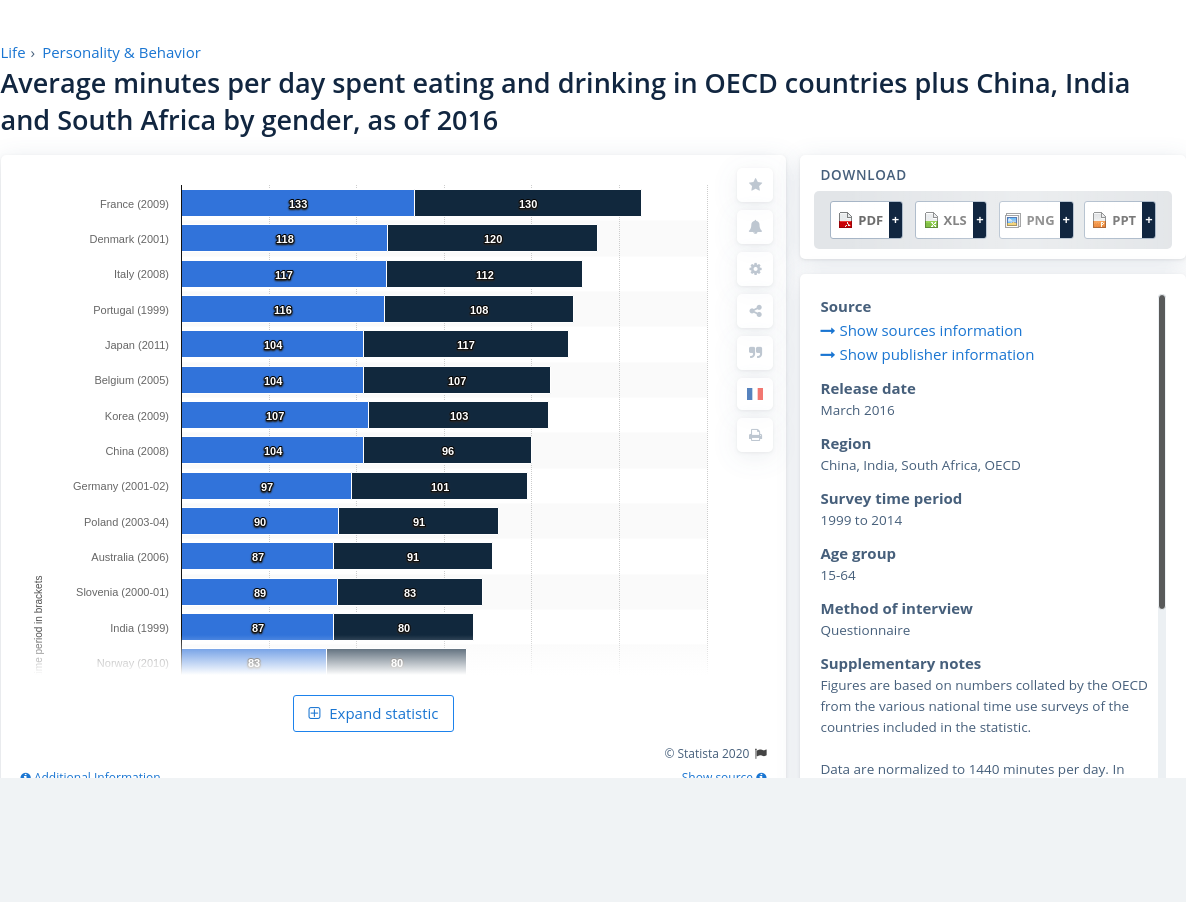 Life › Personality & Behavior
Average minutes per day spent eating and drinking in OECD countries plus China, India
and South Africa by gender, as of 2016
France (2009) 133 130
Denmark (2001) 118 120
Italy (2008) 117 112
Portugal (1999) 116 108
Japan (2011) 104 117
Belgium (2005) 104 107
Korea (2009) 107 103
China (2008) 104 96
Germany (2001-02) 97 101
Poland (2003-04) 90 91
Australia (2006) 87 91
Slovenia (2000-01) 89 83
India (1999) 87 80
Norway (2010) 83 80
me period in brackets
Expand statistic
© Statista 2020
Additional Information
Show source
DOWNLOAD
PDF + XLS + PNG + PPT +
Source
Show sources information
Show publisher information
Release date
March 2016
Region
China, India, South Africa, OECD
Survey time period
1999 to 2014
Age group
15-64
Method of interview
Questionnaire
Supplementary notes
Figures are based on numbers collated by the OECD
from the various national time use surveys of the
countries included in the statistic.
Data are normalized to 1440 minutes per day. In